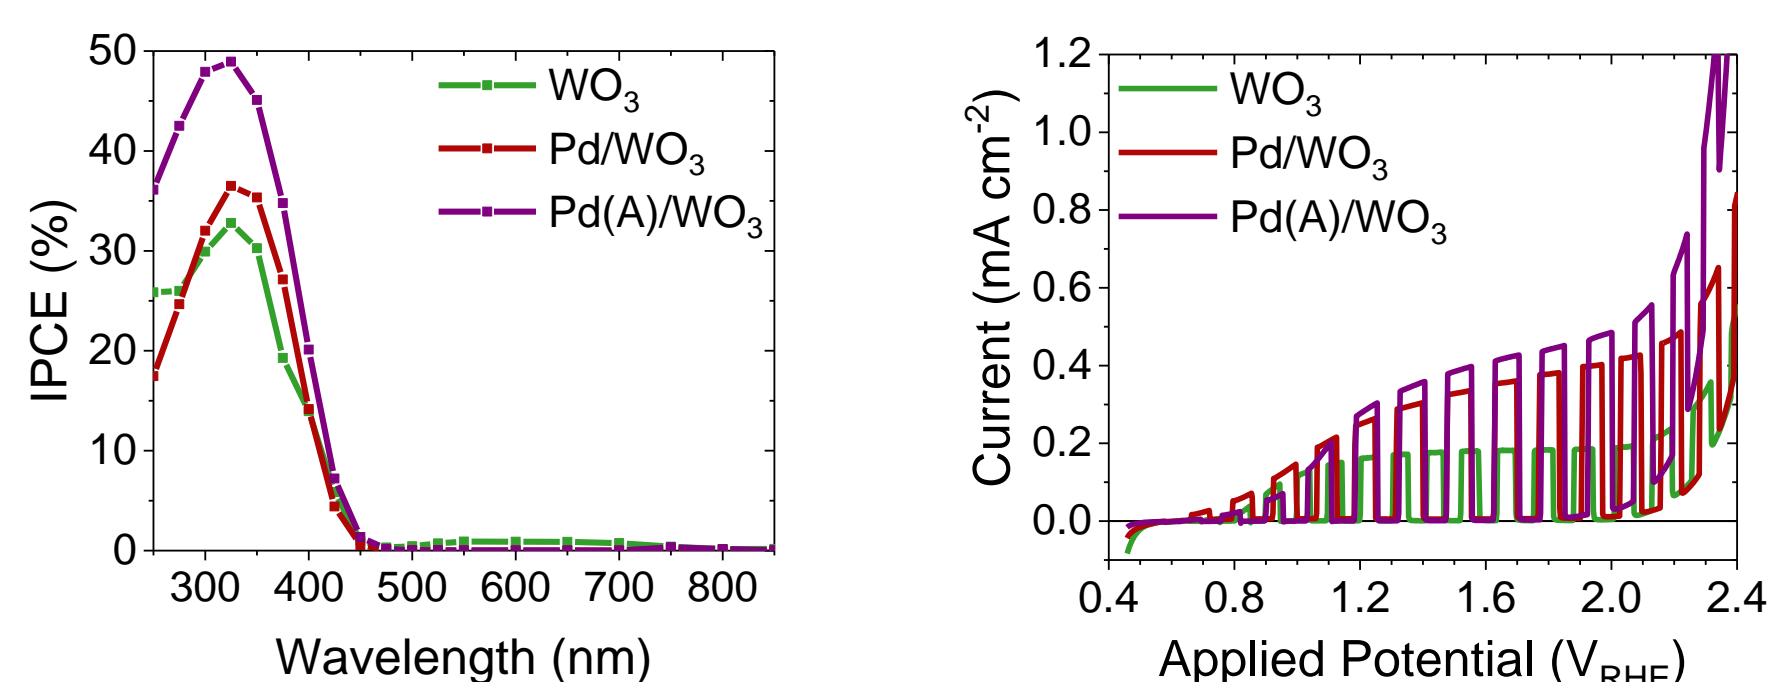 50
40
30
20
10
0
300 400 500 600 700 800
IPCE (%)
Wavelength (nm)
WO3
Pd/WO3
Pd(A)/WO3
1.2
1.0
0.8
0.6
0.4
0.2
0.0
0.4 0.8 1.2 1.6 2.0 2.4
Current (mA cm-2)
Applied Potential (VRHE)
WO3
Pd/WO3
Pd(A)/WO3